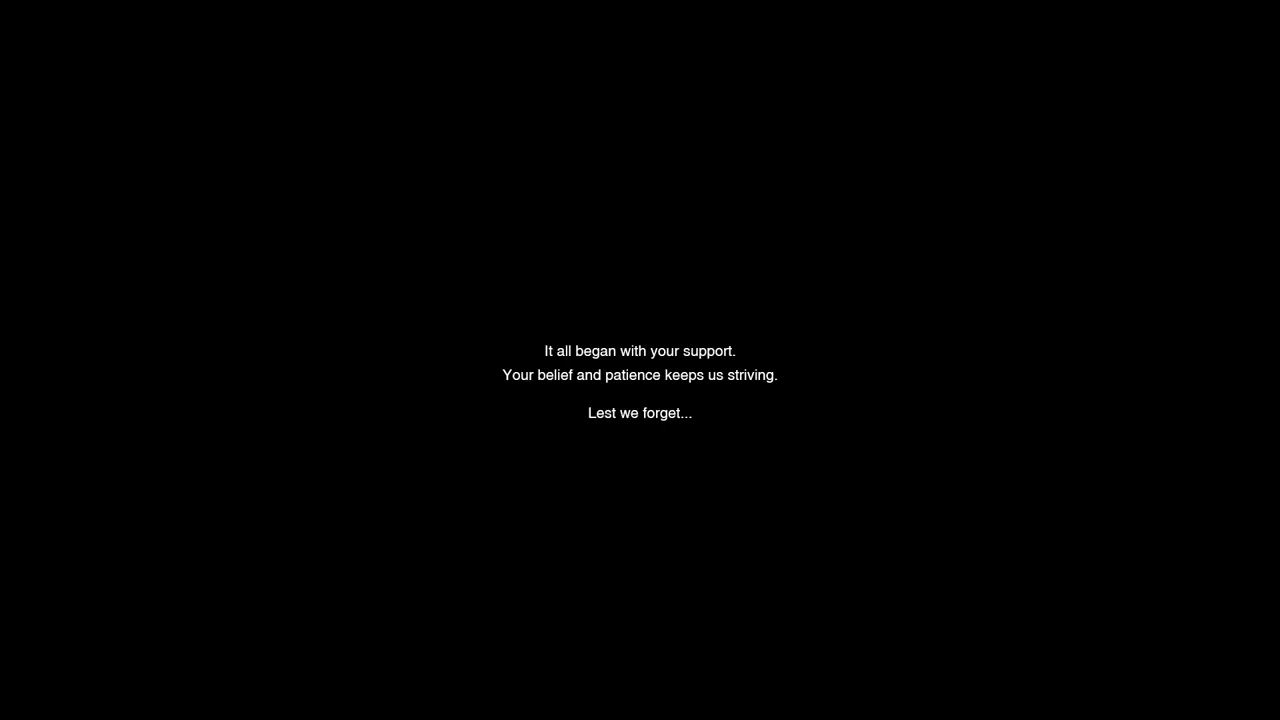 It all began with your support.
Your belief and patience keeps us striving.
Lest we forget...